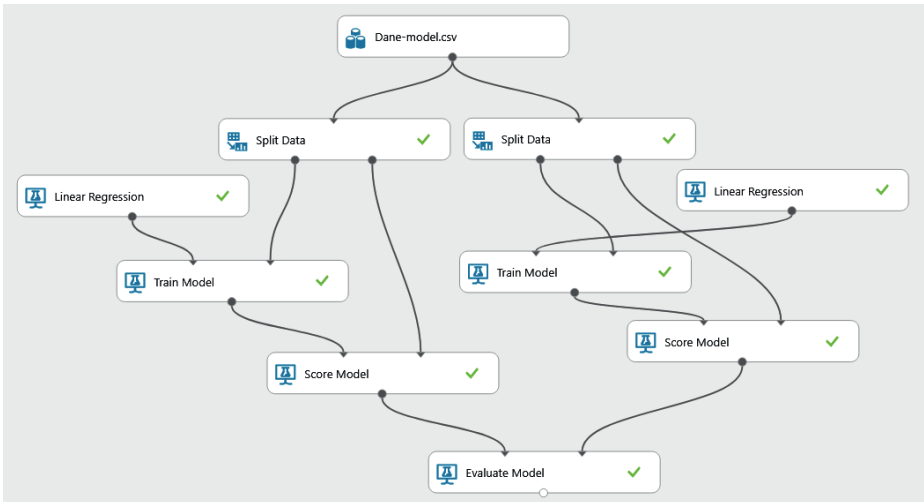 Dane-model.csv
Split Data
Split Data
Linear Regression
Linear Regression
Train Model
Train Model
Score Model
Score Model
Evaluate Model